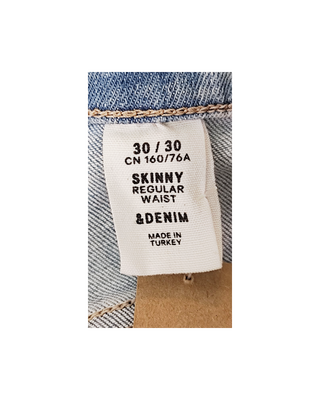 30 / 30
CN 160/76A
SKINNY
REGULAR
WAIST
&DENIM
MADE IN
TURKEY